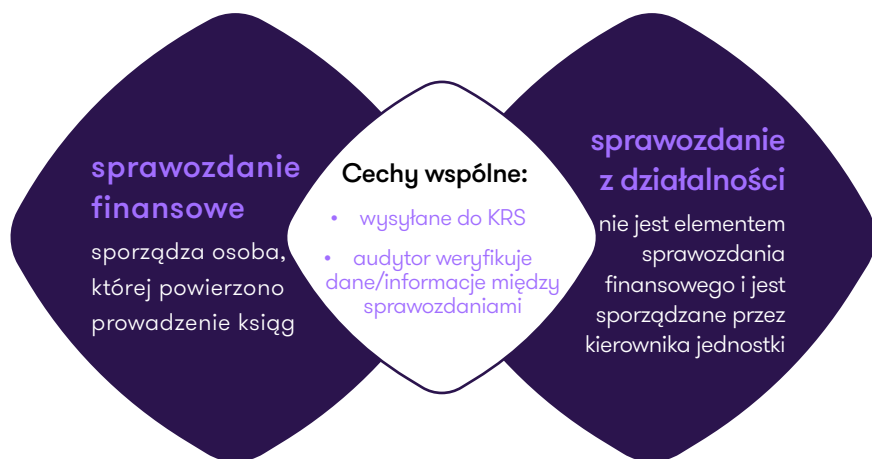 sprawozdanie
finansowe
sporządza osoba,
której powierzono
prowadzenie ksiąg
Cechy wspólne:
• wysyłane do KRS
• audytor weryfikuje
dane/informacje między
sprawozdaniami
sprawozdanie
z działalności
nie jest elementem
sprawozdania
finansowego i jest
sporządzane przez
kierownika jednostki